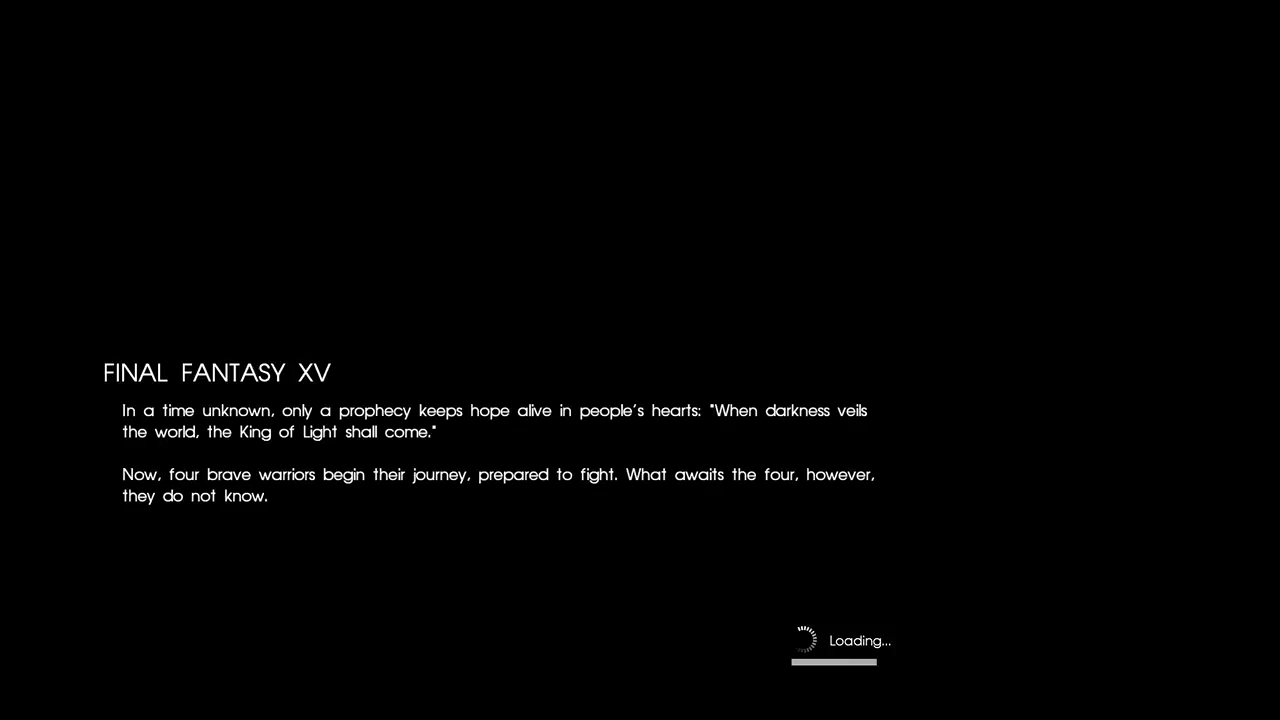 FINAL FANTASY XV
In a time unknown, only a prophecy keeps hope alive in people's hearts: "When darkness veils
the world, the King of Light shall come."
Now, four brave warriors begin their journey, prepared to fight. What awaits the four, however,
they do not know.
Loading...